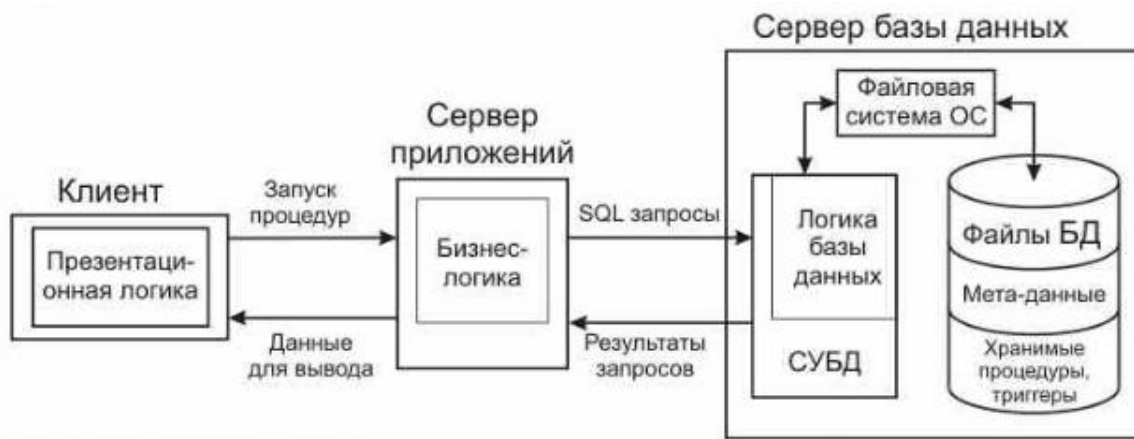 Сервер базы данных
Файловая
система ОС
Сервер
приложений
Клиент
Запуск
процедур
SQL запросы
Презентаци-
онная логика
Бизнес-
логика
Логика
базы
данных
Файлы БД
Мета-данные
Данные
для вывода
Результаты
запросов
СУБД
Хранимые
процедуры,
триггеры